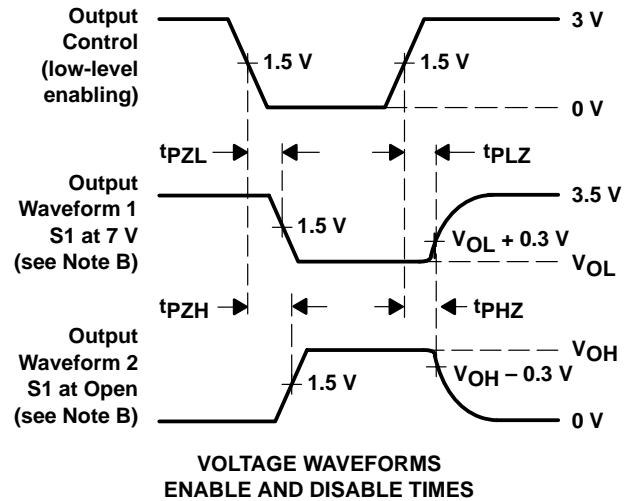 Output
Control
(low-level
enabling)
1.5 V
1.5 V
3 V
0 V
tPZL
tPLZ
Output
Waveform 1
S1 at 7 V
(see Note B)
1.5 V
3.5 V
VOL + 0.3 V
VOL
tPZH
tPHZ
Output
Waveform 2
S1 at Open
(see Note B)
1.5 V
VOH
VOH – 0.3 V
0 V
VOLTAGE WAVEFORMS
ENABLE AND DISABLE TIMES